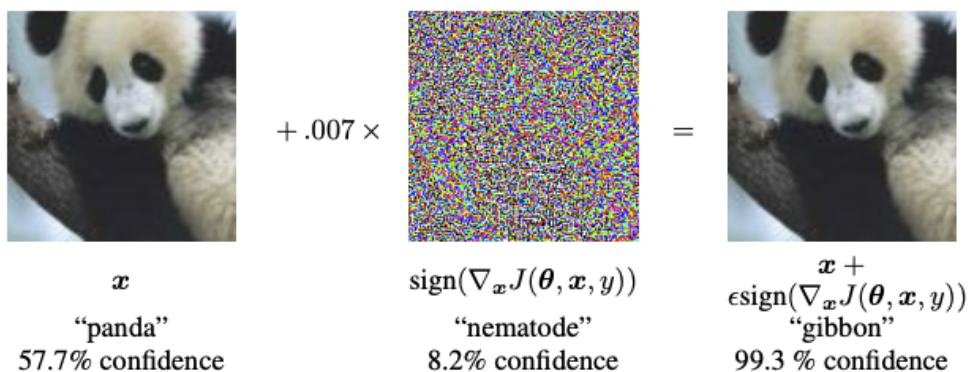 + .007 ×
=
x
sign(∇ₓJ(θ, x, y))
x +
ϵsign(∇ₓJ(θ, x, y))
“panda”
“nematode”
“gibbon”
57.7% confidence
8.2% confidence
99.3 % confidence